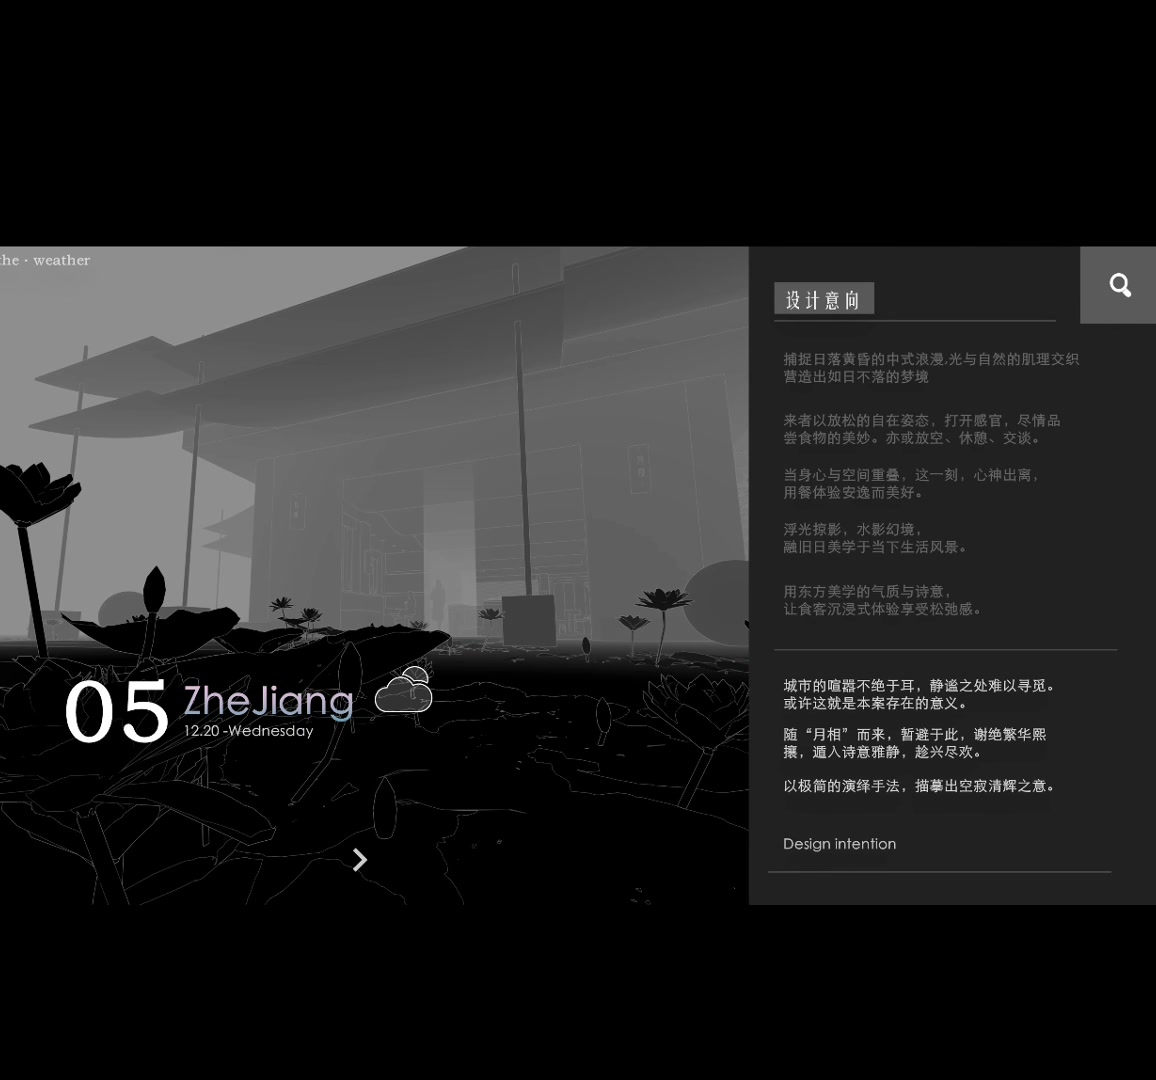 the · weather
05
ZheJiang
12.20 -Wednesday
设计意向
捕捉日落黄昏的中式浪漫,光与自然的肌理交织
营造出如日不落的梦境
来者以放松的自在姿态，打开感官，尽情品
尝食物的美妙。亦或放空、休憩、交谈。
当身心与空间重叠，这一刻，心神出离，
用餐体验安逸而美好。
浮光掠影，水影幻境，
融旧日美学于当下生活风景。
用东方美学的气质与诗意，
让食客沉浸式体验享受松弛感。
城市的喧嚣不绝于耳，静谧之处难以寻觅。
或许这就是本案存在的意义。
随“月相”而来，暂避于此，谢绝繁华熙
攘，遁入诗意雅静，趁兴尽欢。
以极简的演绎手法，描摹出空寂清辉之意。
Design intention